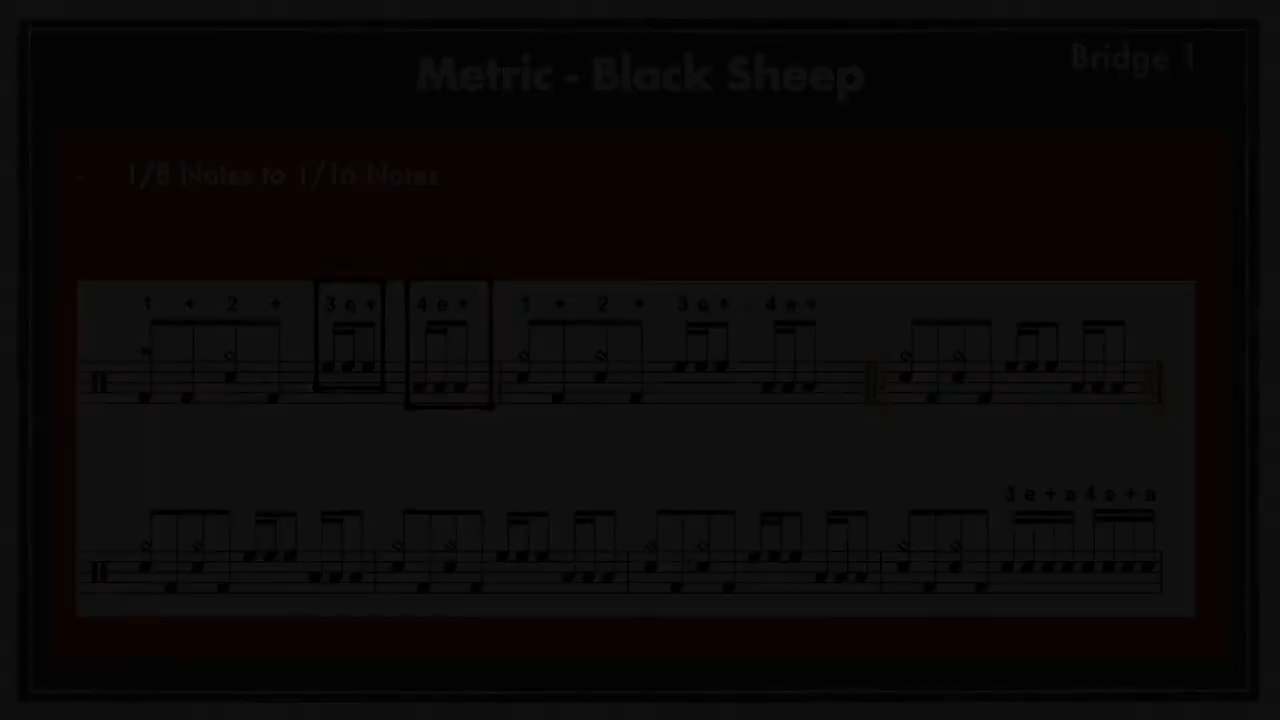 Metric - Black Sheep
Bridge 1
- 1/8 Notes to 1/16 Notes
1 + 2 + 3 e + 4 e + 1 + 2 + 3 e + 4 e +
3 e + a 4 e + a